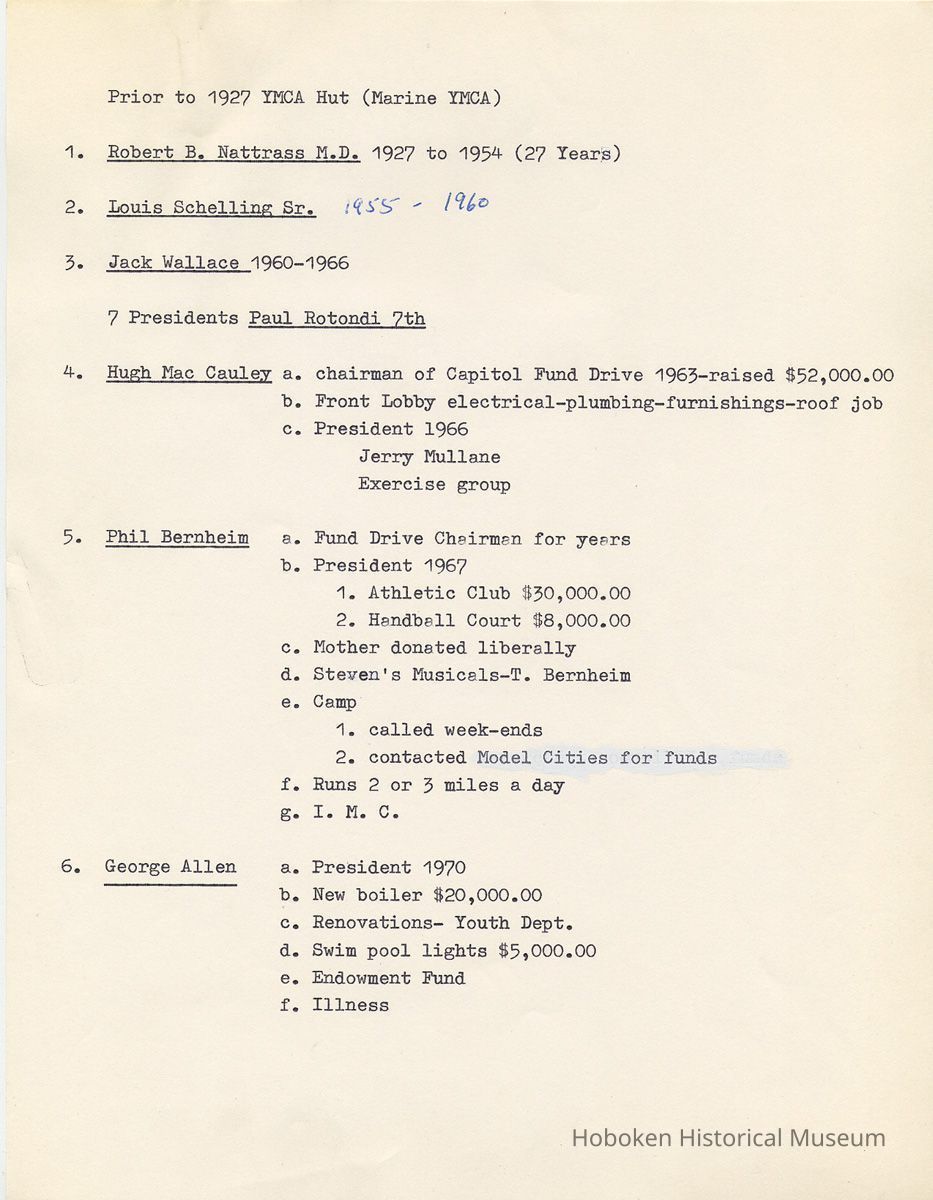 Prior to 1927 YMCA Hut (Marine YMCA)
1. Robert B. Nattrass M.D. 1927 to 1954 (27 Years)
2. Louis Schelling Sr. 1955 - 1960
3. Jack Wallace 1960-1966
7 Presidents Paul Rotondi 7th
4. Hugh Mac Cauley a. chairman of Capitol Fund Drive 1963-raised $52,000.00
b. Front Lobby electrical-plumbing-furnishings-roof job
c. President 1966
Jerry Mullane
Exercise group
5. Phil Bernheim a. Fund Drive Chairman for years
b. President 1967
1. Athletic Club $30,000.00
2. Handball Court $8,000.00
c. Mother donated liberally
d. Steven's Musicals-T. Bernheim
e. Camp
1. called week-ends
2. contacted Model Cities for funds
f. Runs 2 or 3 miles a day
g. I. M. C.
6. George Allen a. President 1970
b. New boiler $20,000.00
c. Renovations- Youth Dept.
d. Swim pool lights $5,000.00
e. Endowment Fund
f. Illness
Hoboken Historical Museum